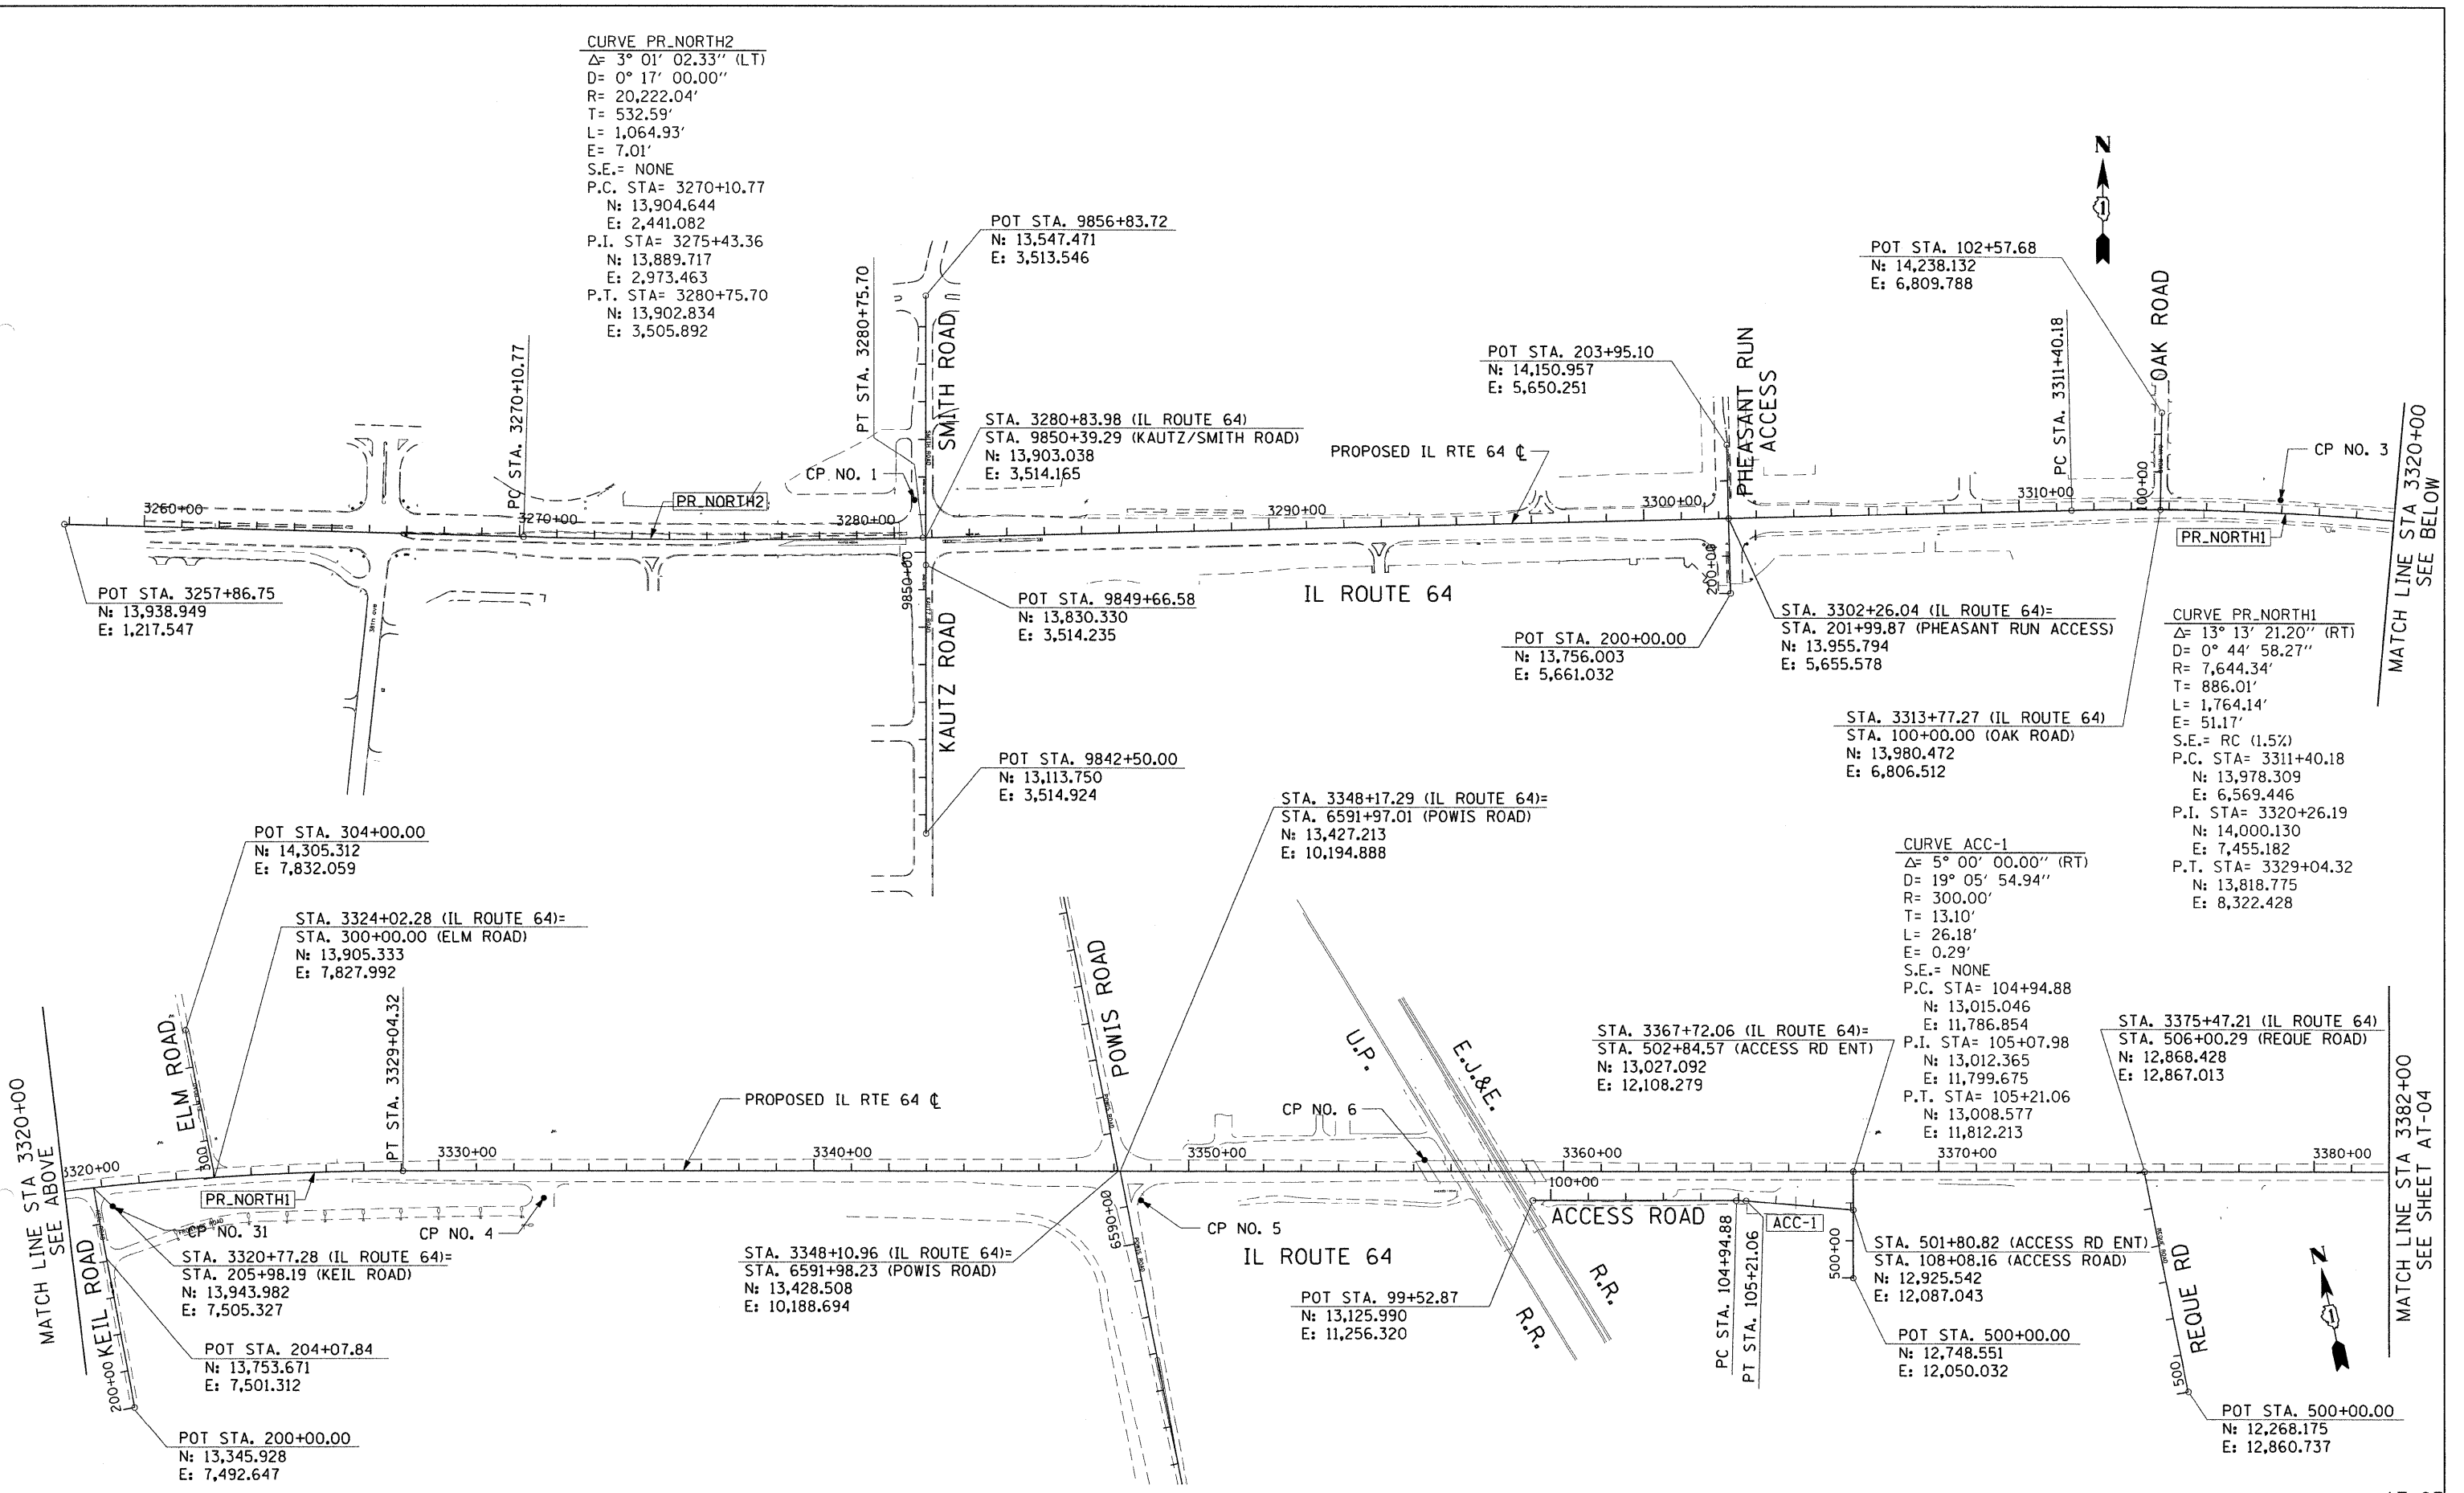 CURVE PR_NORTH2
Δ= 3° 01' 02.33'' (LT)
D= 0° 17' 00.00''
R= 20,222.04'
T= 532.59'
L= 1,064.93'
E= 7.01'
S.E.= NONE
P.C. STA= 3270+10.77
N: 13,904.644
E: 2,441.082
P.I. STA= 3275+43.36
N: 13,889.717
E: 2,973.463
P.T. STA= 3280+75.70
N: 13,902.834
E: 3,505.892
POT STA. 9856+83.72
N: 13,547.471
E: 3,513.546
N
1
POT STA. 102+57.68
N: 14,238.132
E: 6,809.788
PC STA. 3270+10.77
PT STA. 3280+75.70
SMITH ROAD
STA. 3280+83.98 (IL ROUTE 64)
STA. 9850+39.29 (KAUTZ/SMITH ROAD)
N: 13,903.038
E: 3,514.165
CP NO. 1
POT STA. 203+95.10
N: 14,150.957
E: 5,650.251
PROPOSED IL RTE 64 ℄
PHEASANT RUN
ACCESS
PC STA. 3311+40.18
OAK ROAD
CP NO. 3
MATCH LINE STA 3320+00
SEE BELOW
3260+00
3270+00
PR_NORTH2
3280+00
3290+00
3300+00
3310+00
100+00
PR_NORTH1
9850+00
200+00
38th ave
IL ROUTE 64
KAUTZ ROAD
POT STA. 3257+86.75
N: 13,938.949
E: 1,217.547
POT STA. 9849+66.58
N: 13,830.330
E: 3,514.235
POT STA. 200+00.00
N: 13,756.003
E: 5,661.032
STA. 3302+26.04 (IL ROUTE 64)=
STA. 201+99.87 (PHEASANT RUN ACCESS)
N: 13.955.794
E: 5,655.578
CURVE PR_NORTH1
Δ= 13° 13' 21.20'' (RT)
D= 0° 44' 58.27''
R= 7,644.34'
T= 886.01'
L= 1,764.14'
E= 51.17'
S.E.= RC (1.5%)
P.C. STA= 3311+40.18
N: 13,978.309
E: 6,569.446
P.I. STA= 3320+26.19
N: 14,000.130
E: 7,455.182
P.T. STA= 3329+04.32
N: 13,818.775
E: 8,322.428
STA. 3313+77.27 (IL ROUTE 64)
STA. 100+00.00 (OAK ROAD)
N: 13,980.472
E: 6,806.512
POT STA. 9842+50.00
N: 13,113.750
E: 3,514.924
POT STA. 304+00.00
N: 14,305.312
E: 7,832.059
STA. 3348+17.29 (IL ROUTE 64)=
STA. 6591+97.01 (POWIS ROAD)
N: 13,427.213
E: 10,194.888
CURVE ACC-1
Δ= 5° 00' 00.00'' (RT)
D= 19° 05' 54.94''
R= 300.00'
T= 13.10'
L= 26.18'
E= 0.29'
S.E.= NONE
P.C. STA= 104+94.88
N: 13,015.046
E: 11,786.854
P.I. STA= 105+07.98
N: 13,012.365
E: 11,799.675
P.T. STA= 105+21.06
N: 13,008.577
E: 11,812.213
STA. 3324+02.28 (IL ROUTE 64)=
STA. 300+00.00 (ELM ROAD)
N: 13,905.333
E: 7,827.992
ELM ROAD
PT STA. 3329+04.32
POWIS ROAD
U.P.
E.J.&E.
STA. 3367+72.06 (IL ROUTE 64)=
STA. 502+84.57 (ACCESS RD ENT)
N: 13,027.092
E: 12,108.279
STA. 3375+47.21 (IL ROUTE 64)
STA. 506+00.29 (REQUE ROAD)
N: 12,868.428
E: 12,867.013
PROPOSED IL RTE 64 ℄
CP NO. 6
MATCH LINE STA 3320+00
SEE ABOVE
MATCH LINE STA 3382+00
SEE SHEET AT-04
3320+00
300
3330+00
3340+00
3350+00
3360+00
3370+00
3380+00
PR_NORTH1
100+00
ACCESS ROAD
ACC-1
CP NO. 31
CP NO. 4
CP NO. 5
6590+00
IL ROUTE 64
KEIL ROAD
200+00
STA. 3320+77.28 (IL ROUTE 64)=
STA. 205+98.19 (KEIL ROAD)
N: 13,943.982
E: 7,505.327
STA. 3348+10.96 (IL ROUTE 64)=
STA. 6591+98.23 (POWIS ROAD)
N: 13,428.508
E: 10,188.694
POT STA. 99+52.87
N: 13,125.990
E: 11,256.320
R.R.
R.R.
PC STA. 104+94.88
PT STA. 105+21.06
500+00
STA. 501+80.82 (ACCESS RD ENT)
STA. 108+08.16 (ACCESS ROAD)
N: 12,925.542
E: 12,087.043
POT STA. 500+00.00
N: 12,748.551
E: 12,050.032
REQUE RD
500
N
1
POT STA. 204+07.84
N: 13,753.671
E: 7,501.312
POT STA. 200+00.00
N: 13,345.928
E: 7,492.647
POT STA. 500+00.00
N: 12,268.175
E: 12,860.737